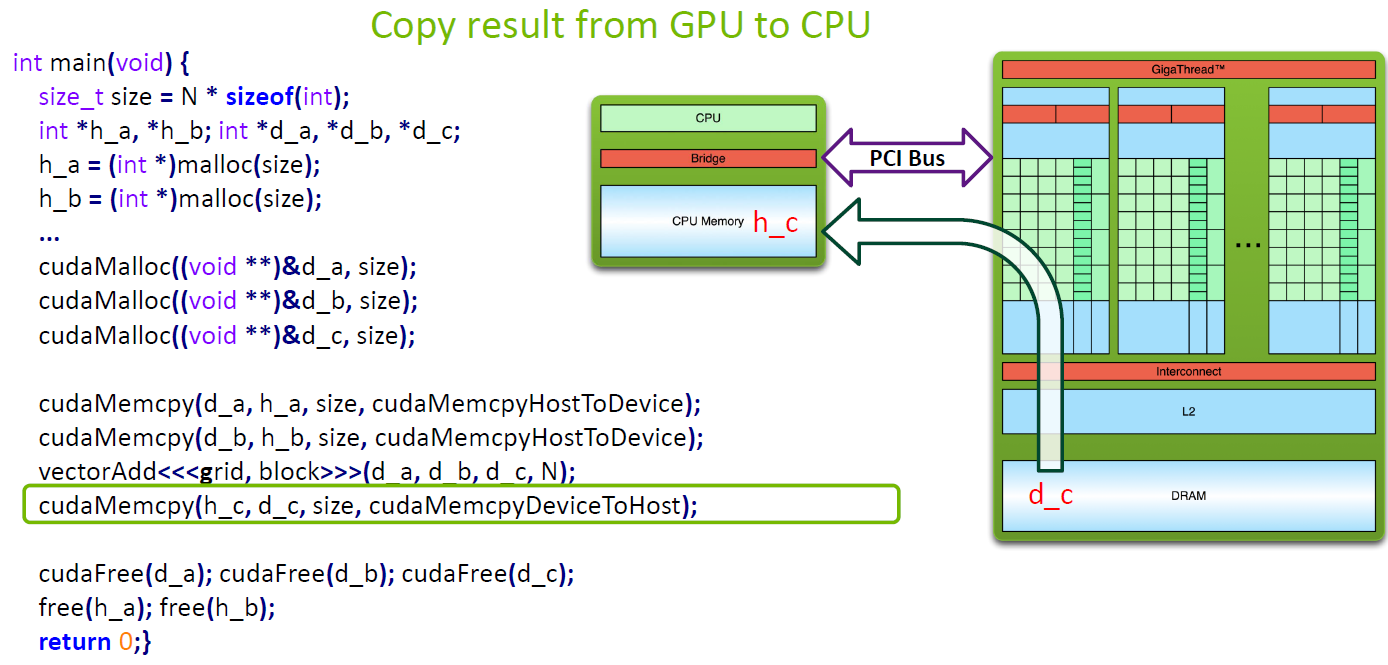 Copy result from GPU to CPU
int main(void) {
size_t size = N * sizeof(int);
int *h_a, *h_b; int *d_a, *d_b, *d_c;
h_a = (int *)malloc(size);
h_b = (int *)malloc(size);
...
cudaMalloc((void **)&d_a, size);
cudaMalloc((void **)&d_b, size);
cudaMalloc((void **)&d_c, size);
cudaMemcpy(d_a, h_a, size, cudaMemcpyHostToDevice);
cudaMemcpy(d_b, h_b, size, cudaMemcpyHostToDevice);
vectorAdd<<<grid, block>>>(d_a, d_b, d_c, N);
cudaMemcpy(h_c, d_c, size, cudaMemcpyDeviceToHost);
cudaFree(d_a); cudaFree(d_b); cudaFree(d_c);
free(h_a); free(h_b);
return 0;}
CPU
Bridge
CPU Memory h_c
PCI Bus
GigaThread™
...
Interconnect
L2
d_c DRAM